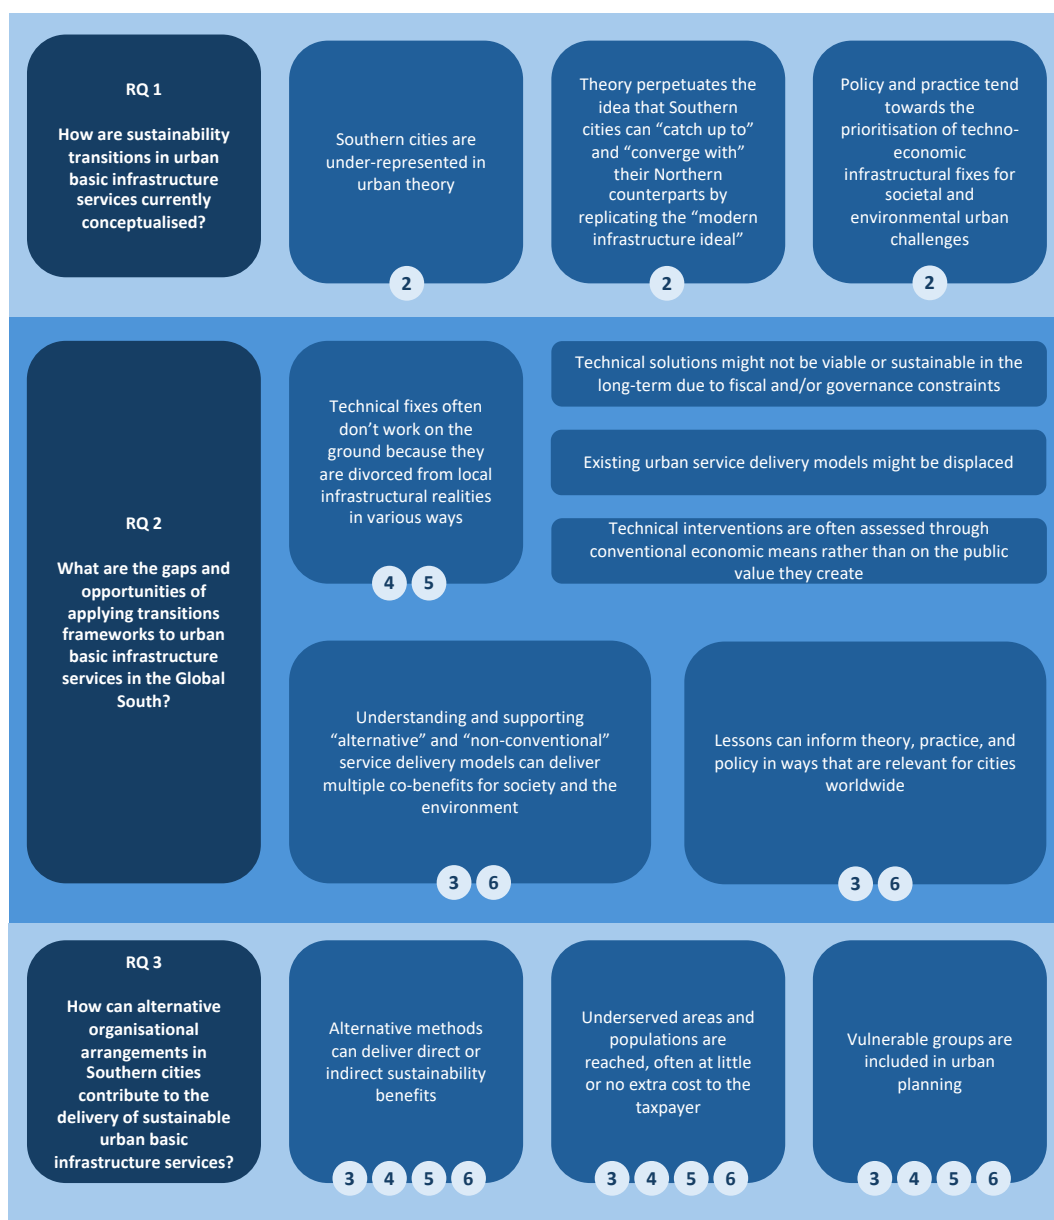 RQ 1
How are sustainability
transitions in urban
basic infrastructure
services currently
conceptualised?
Southern cities are
under-represented in
urban theory
2
Theory perpetuates the
idea that Southern
cities can “catch up to”
and “converge with”
their Northern
counterparts by
replicating the “modern
infrastructure ideal”
2
Policy and practice tend
towards the
prioritisation of techno-
economic
infrastructural fixes for
societal and
environmental urban
challenges
2
RQ 2
What are the gaps and
opportunities of
applying transitions
frameworks to urban
basic infrastructure
services in the Global
South?
Technical fixes often
don’t work on the
ground because they
are divorced from local
infrastructural realities
in various ways
4 5
Technical solutions might not be viable or sustainable in the
long-term due to fiscal and/or governance constraints
Existing urban service delivery models might be displaced
Technical interventions are often assessed through
conventional economic means rather than on the public
value they create
Understanding and supporting
“alternative” and “non-conventional”
service delivery models can deliver
multiple co-benefits for society and the
environment
3 6
Lessons can inform theory, practice, and
policy in ways that are relevant for cities
worldwide
3 6
RQ 3
How can alternative
organisational
arrangements in
Southern cities
contribute to the
delivery of sustainable
urban basic
infrastructure services?
Alternative methods
can deliver direct or
indirect sustainability
benefits
3 4 5 6
Underserved areas and
populations are
reached, often at little
or no extra cost to the
taxpayer
3 4 5 6
Vulnerable groups are
included in urban
planning
3 4 5 6